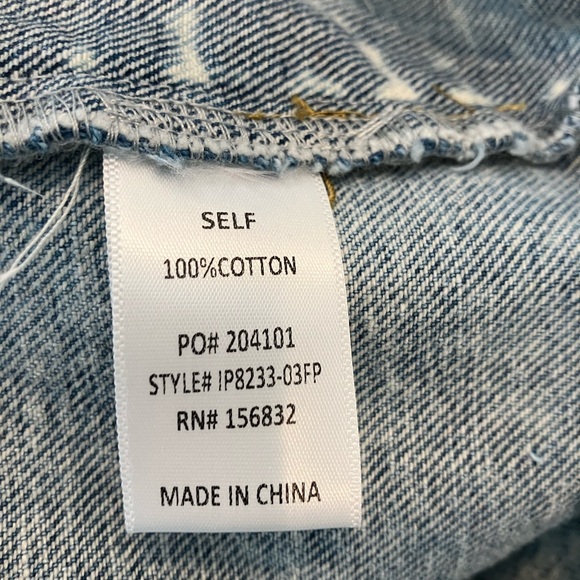 SELF
100%COTTON
PO# 204101
STYLE# IP8233-03FP
RN# 156832
MADE IN CHINA